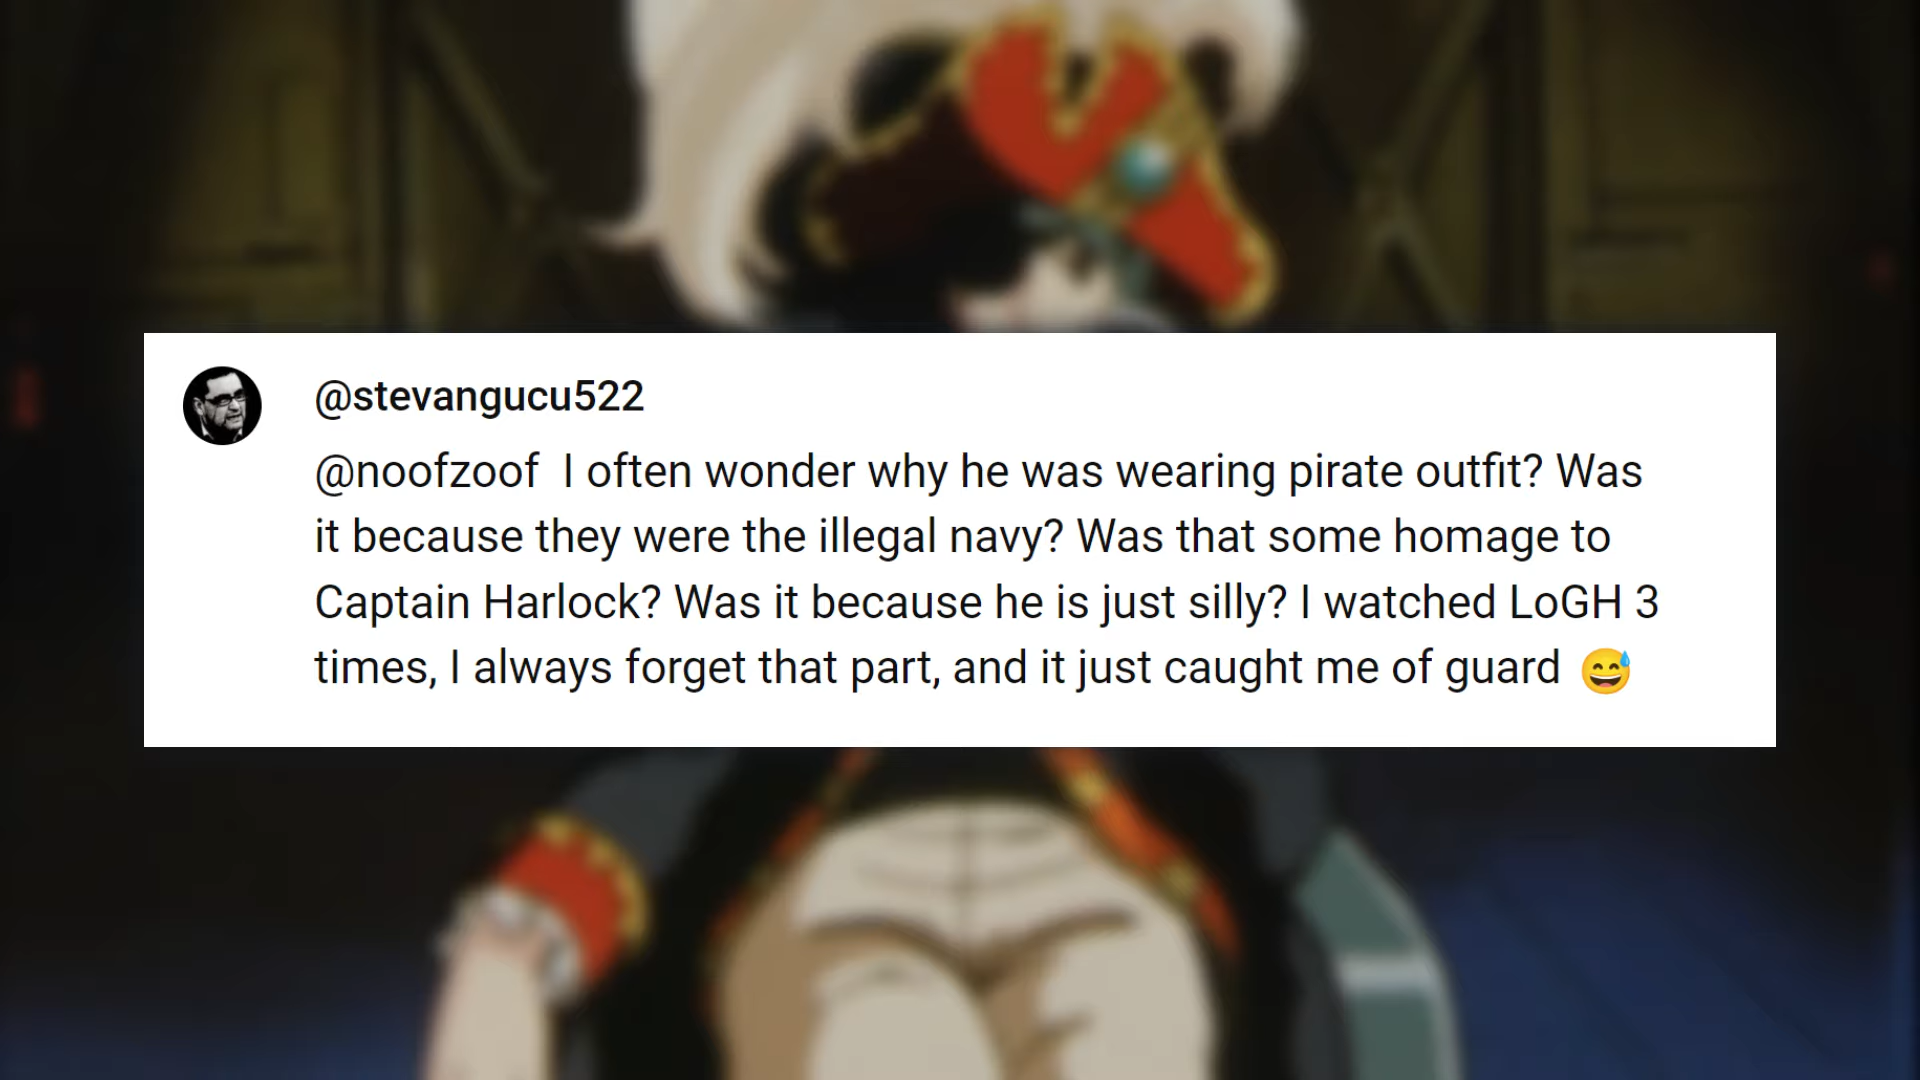 @stevangucu522
@noofzoof  I often wonder why he was wearing pirate outfit? Was
it because they were the illegal navy? Was that some homage to
Captain Harlock? Was it because he is just silly? I watched LoGH 3
times, I always forget that part, and it just caught me of guard 😅